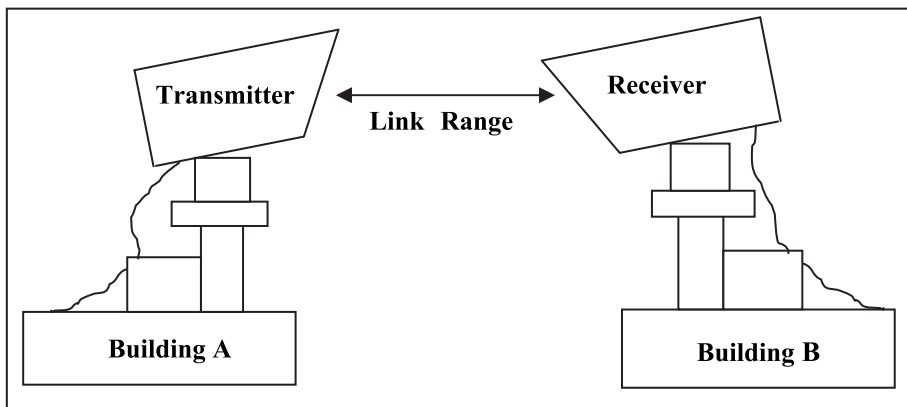 Transmitter
Receiver
Link Range
Building A
Building B